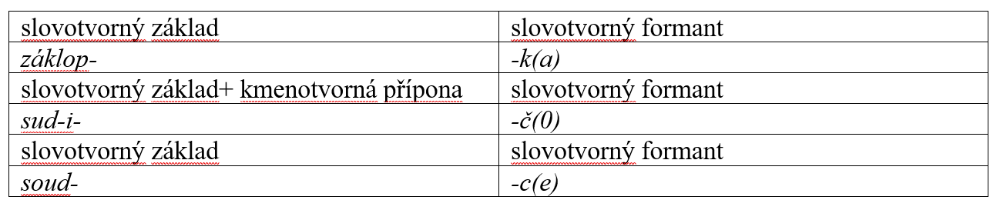 slovotvorný základ slovotvorný formant
záklop- -k(a)
slovotvorný základ+ kmenotvorná přípona slovotvorný formant
sud-i- -č(0)
slovotvorný základ slovotvorný formant
soud- -c(e)